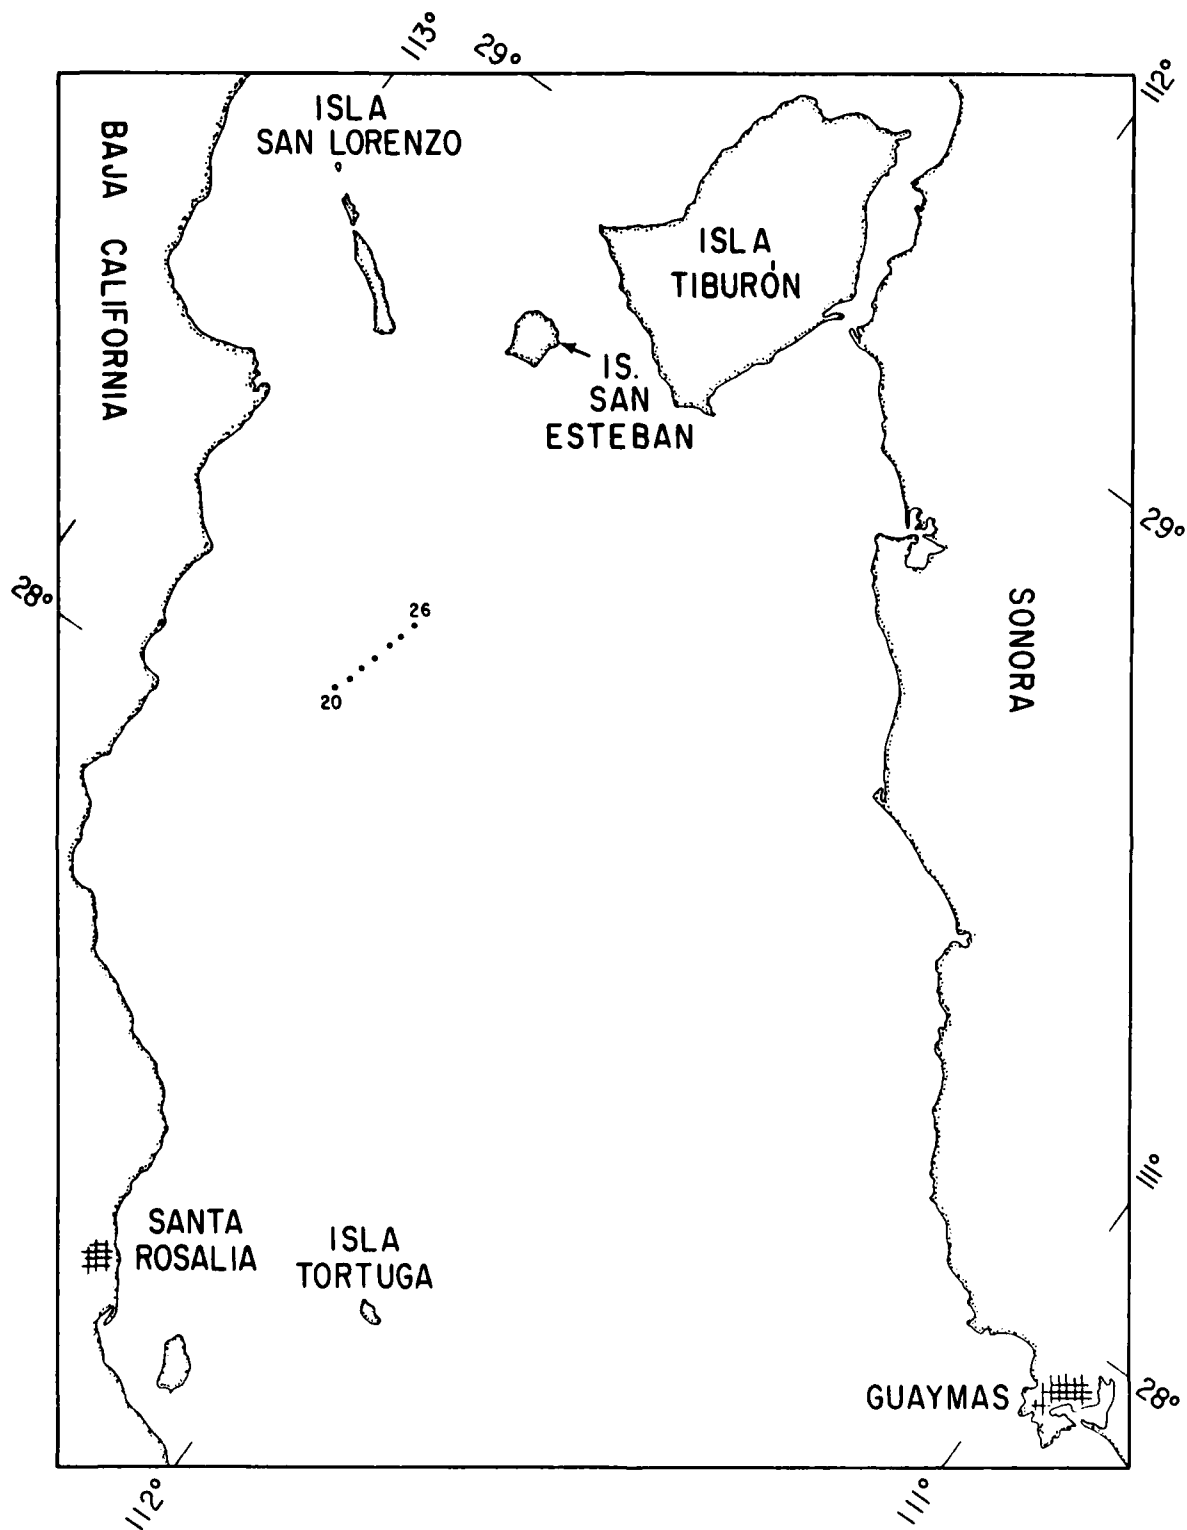 113°
29°
112°
ISLA
SAN LORENZO
BAJA CALIFORNIA
ISLA
TIBURÓN
IS.
SAN
ESTEBAN
29°
28°
26
20
SONORA
111°
SANTA
ROSALIA
ISLA
TORTUGA
GUAYMAS
28°
112°
111°